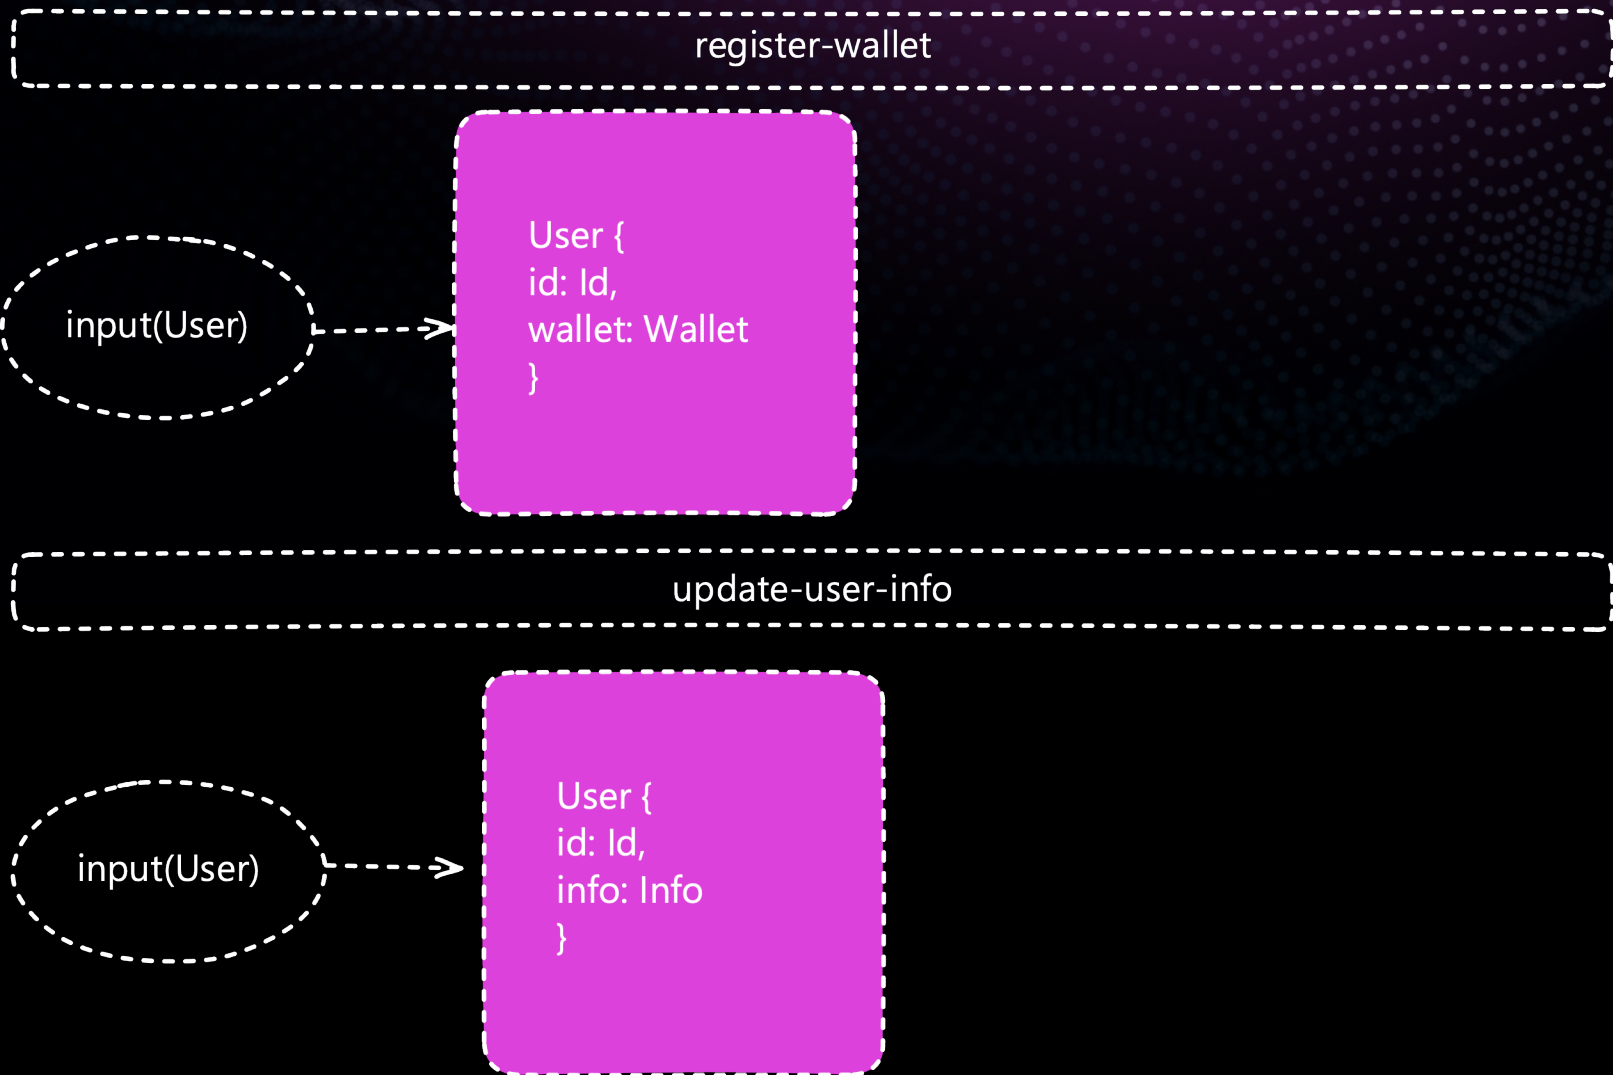 register-wallet
input(User)
User {
id: Id,
wallet: Wallet
}
update-user-info
input(User)
User {
id: Id,
info: Info
}